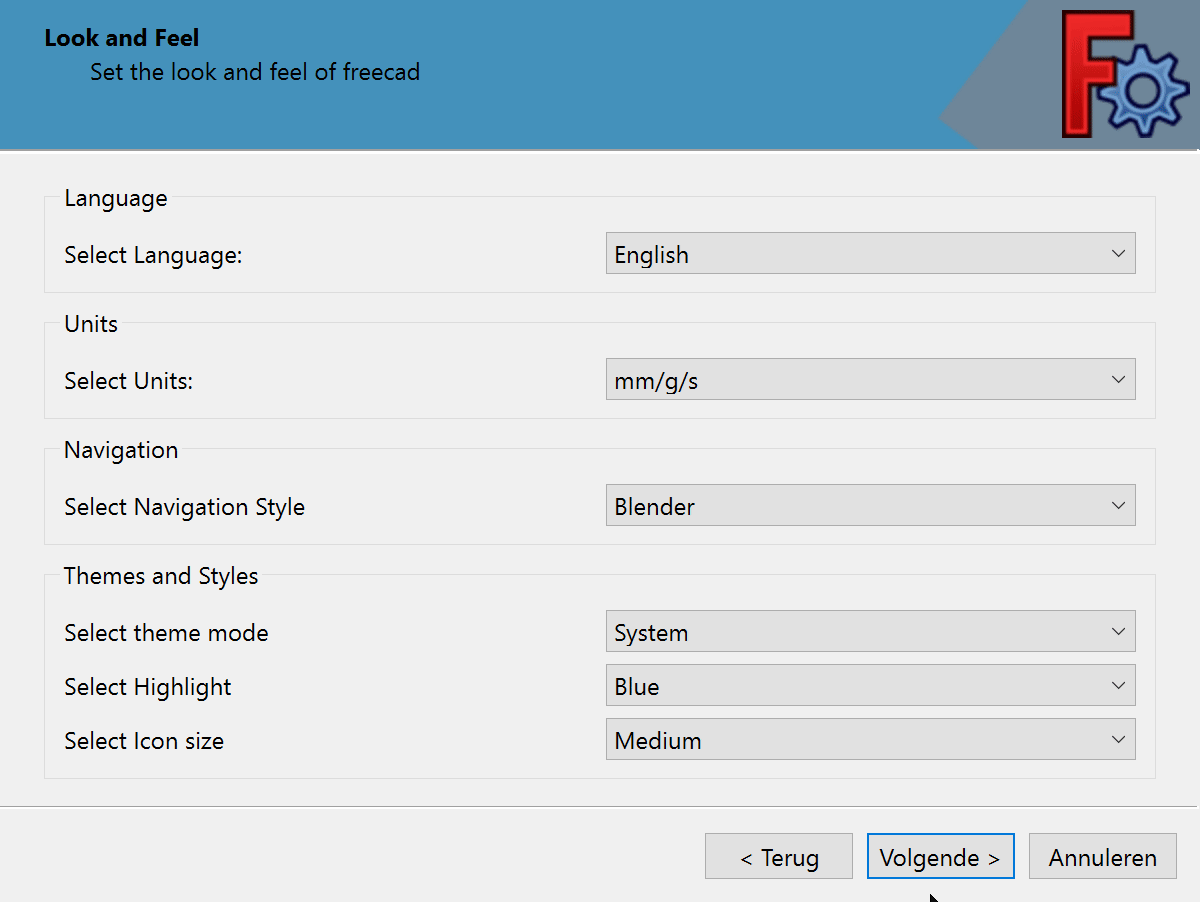 Look and Feel
Set the look and feel of freecad
Language
Select Language:
English
Units
Select Units:
mm/g/s
Navigation
Select Navigation Style
Blender
Themes and Styles
Select theme mode
System
Select Highlight
Blue
Select Icon size
Medium
< Terug
Volgende >
Annuleren